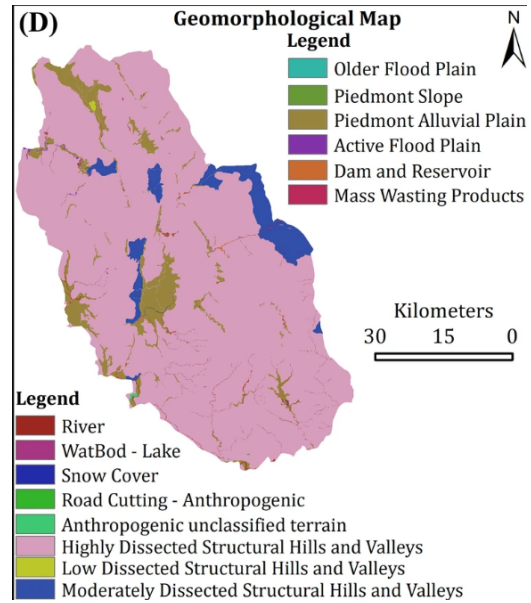 (D)
Geomorphological Map
N
Legend
Older Flood Plain
Piedmont Slope
Piedmont Alluvial Plain
Active Flood Plain
Dam and Reservoir
Mass Wasting Products
Kilometers
30 15 0
Legend
River
WatBod - Lake
Snow Cover
Road Cutting - Anthropogenic
Anthropogenic unclassified terrain
Highly Dissected Structural Hills and Valleys
Low Dissected Structural Hills and Valleys
Moderately Dissected Structural Hills and Valleys